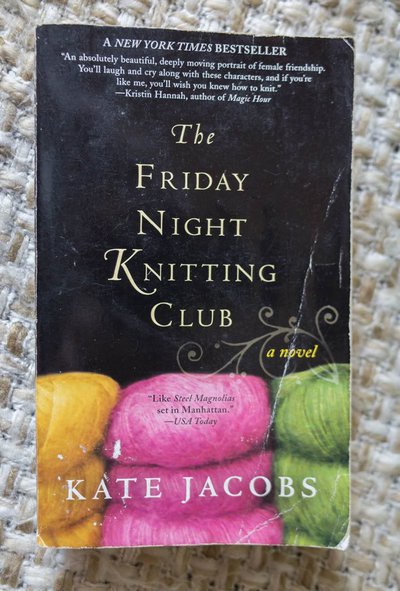 A NEW YORK TIMES BESTSELLER
"An absolutely beautiful, deeply moving portrait of female friendship.
You'll laugh and cry along with these characters, and if you're
like me, you'll wish you knew how to knit."
—Kristin Hannah, author of Magic Hour
The
FRIDAY
NIGHT
KNITTING
CLUB
a novel
"Like Steel Magnolias
set in Manhattan."
—USA Today
KATE JACOBS